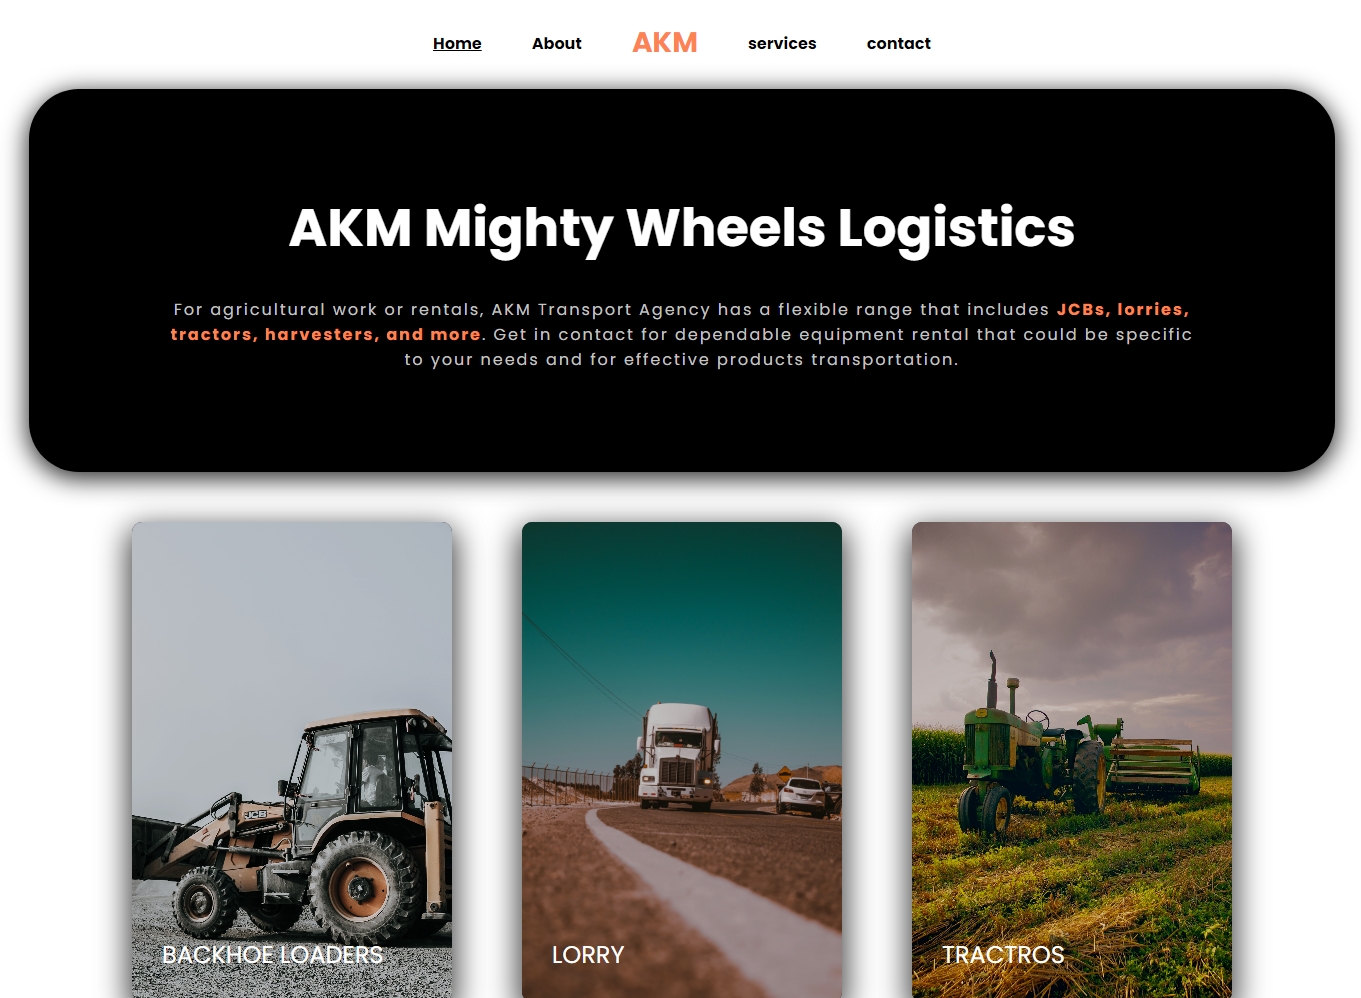 Home About AKM services contact
AKM Mighty Wheels Logistics
For agricultural work or rentals, AKM Transport Agency has a flexible range that includes JCBs, lorries,
tractors, harvesters, and more. Get in contact for dependable equipment rental that could be specific
to your needs and for effective products transportation.
JCB
BACKHOE LOADERS
LORRY
TRACTROS